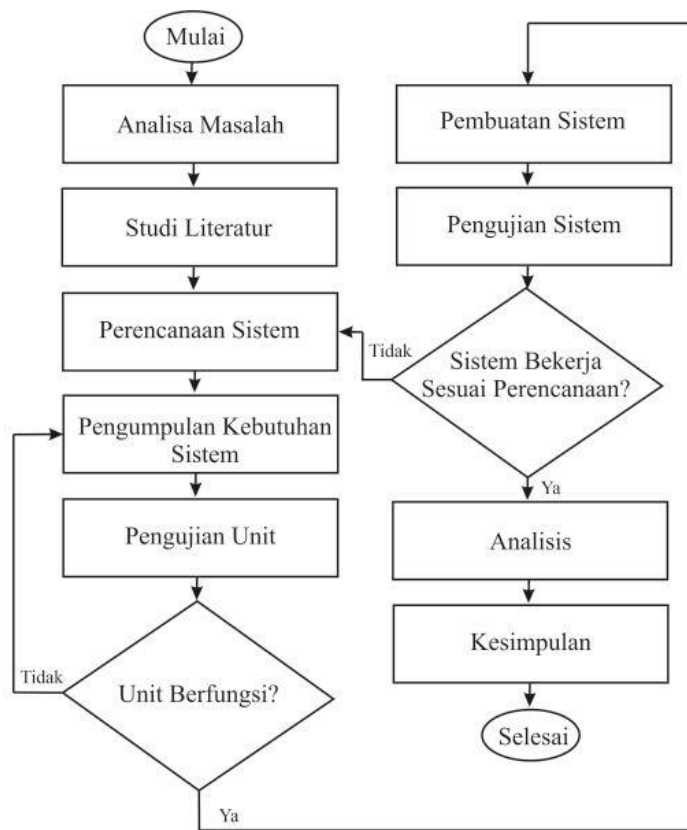 Mulai
Analisa Masalah
Studi Literatur
Perencanaan Sistem
Pengumpulan Kebutuhan
Sistem
Pengujian Unit
Tidak
Unit Berfungsi?
Ya
Pembuatan Sistem
Pengujian Sistem
Tidak
Sistem Bekerja
Sesuai Perencanaan?
Ya
Analisis
Kesimpulan
Selesai